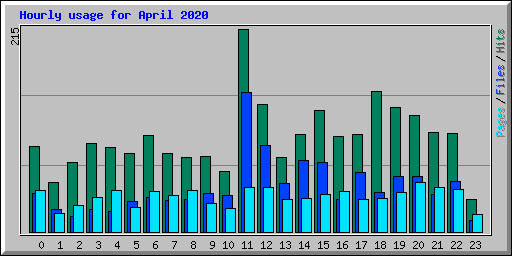 Hourly usage for April 2020
215
Pages / Files / Hits
0 1 2 3 4 5 6 7 8 9 10 11 12 13 14 15 16 17 18 19 20 21 22 23